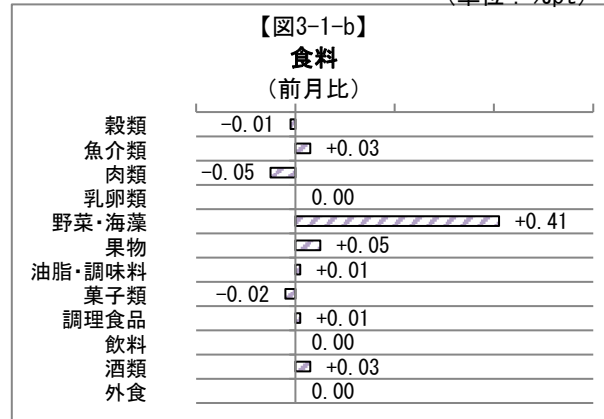 （単位：%pt）
【図3-1-b】
食料
（前月比）
穀類 -0.01
魚介類 +0.03
肉類 -0.05
乳卵類 0.00
野菜・海藻 +0.41
果物 +0.05
油脂・調味料 +0.01
菓子類 -0.02
調理食品 +0.01
飲料 0.00
酒類 +0.03
外食 0.00